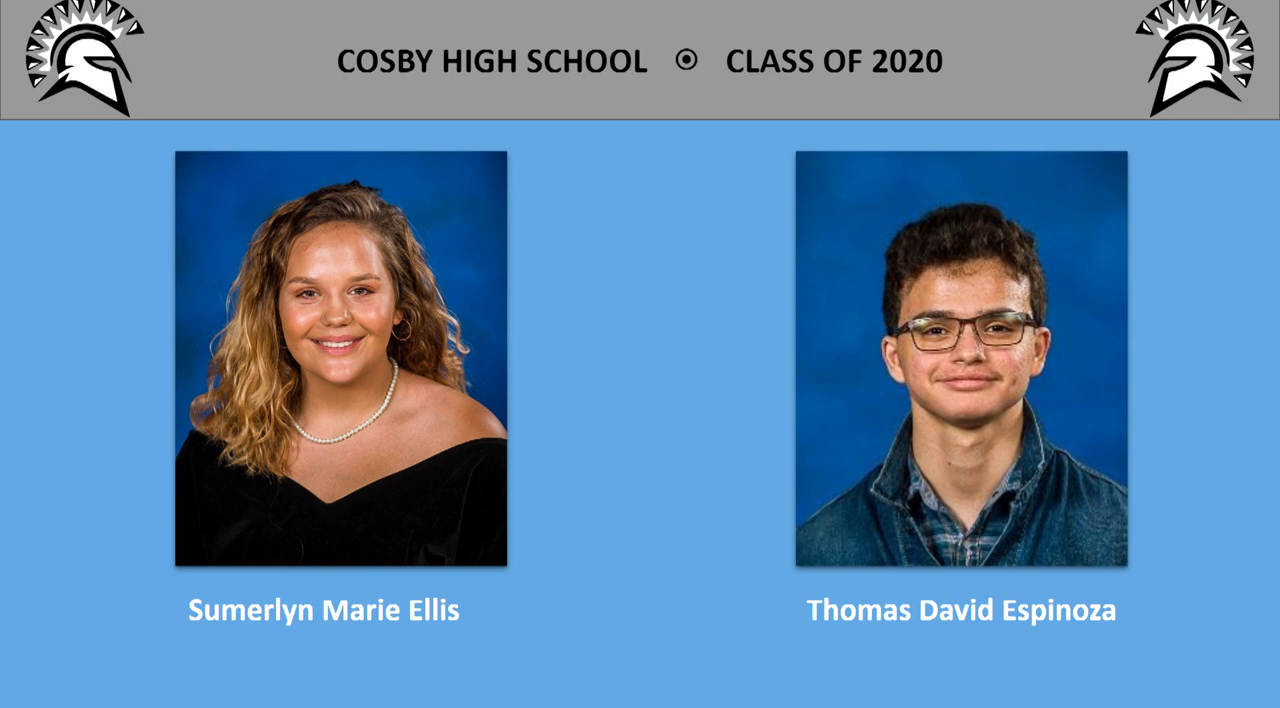 COSBY HIGH SCHOOL ⦿ CLASS OF 2020
Sumerlyn Marie Ellis
Thomas David Espinoza